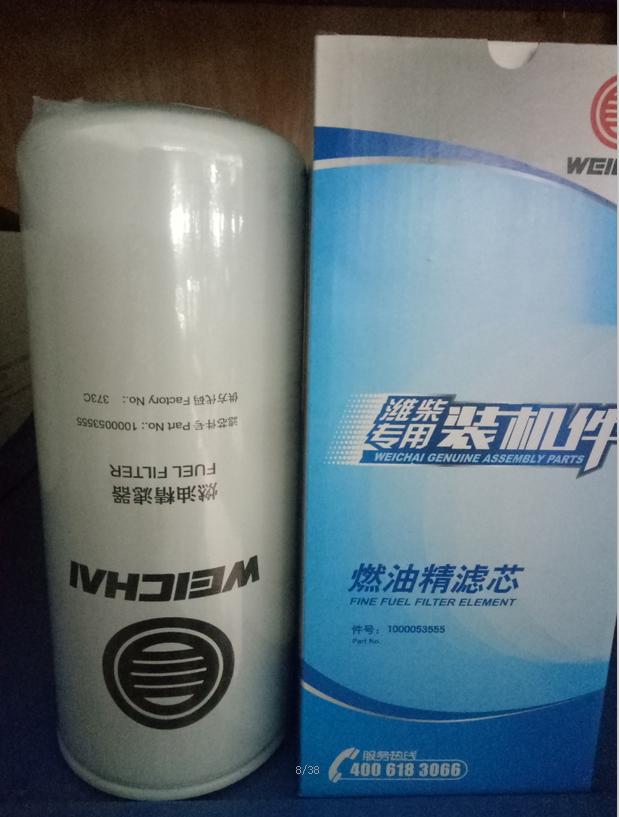 WEICHAI
燃油精滤器
FUEL FILTER
滤芯件号 Part No.: 1000053555
供方代码 Factory No.: 373C
WEI
潍柴
专用
装机件
WEICHAI GENUINE ASSEMBLY PARTS
燃油精滤芯
FINE FUEL FILTER ELEMENT
件号: 1000053555
Part No.
服务热线
400 618 3066
8/38